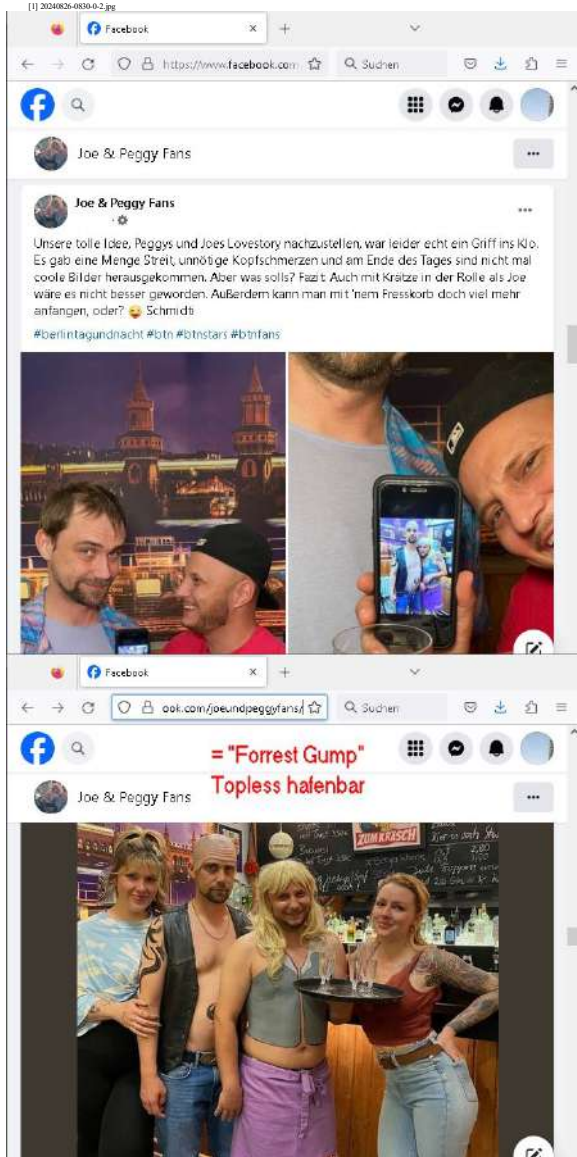 [1] 20240826-0830-0-2.jpg
Facebook
https://www.facebook.com
Suchen
Joe & Peggy Fans
Joe & Peggy Fans
Unsere tolle Idee, Peggys und Joes Lovestory nachzustellen, war leider echt ein Griff ins Klo.
Es gab eine Menge Streit, unnötige Kopfschmerzen und am Ende des Tages sind nicht mal
coole Bilder herausgekommen. Aber was solls? Fazit: Auch mit Krätze in der Rolle als Joe
wäre es nicht besser geworden. Außerdem kann man mit 'nem Fresskorb doch viel mehr
anfangen, oder? 😜 Schmidti
#berlintagundnacht #btn #btnstars #btnfans
Facebook
ook.com/joeundpeggyfans/
Suchen
= "Forrest Gump"
Topless hafenbar
Joe & Peggy Fans
ZUM KRASCH
2,80